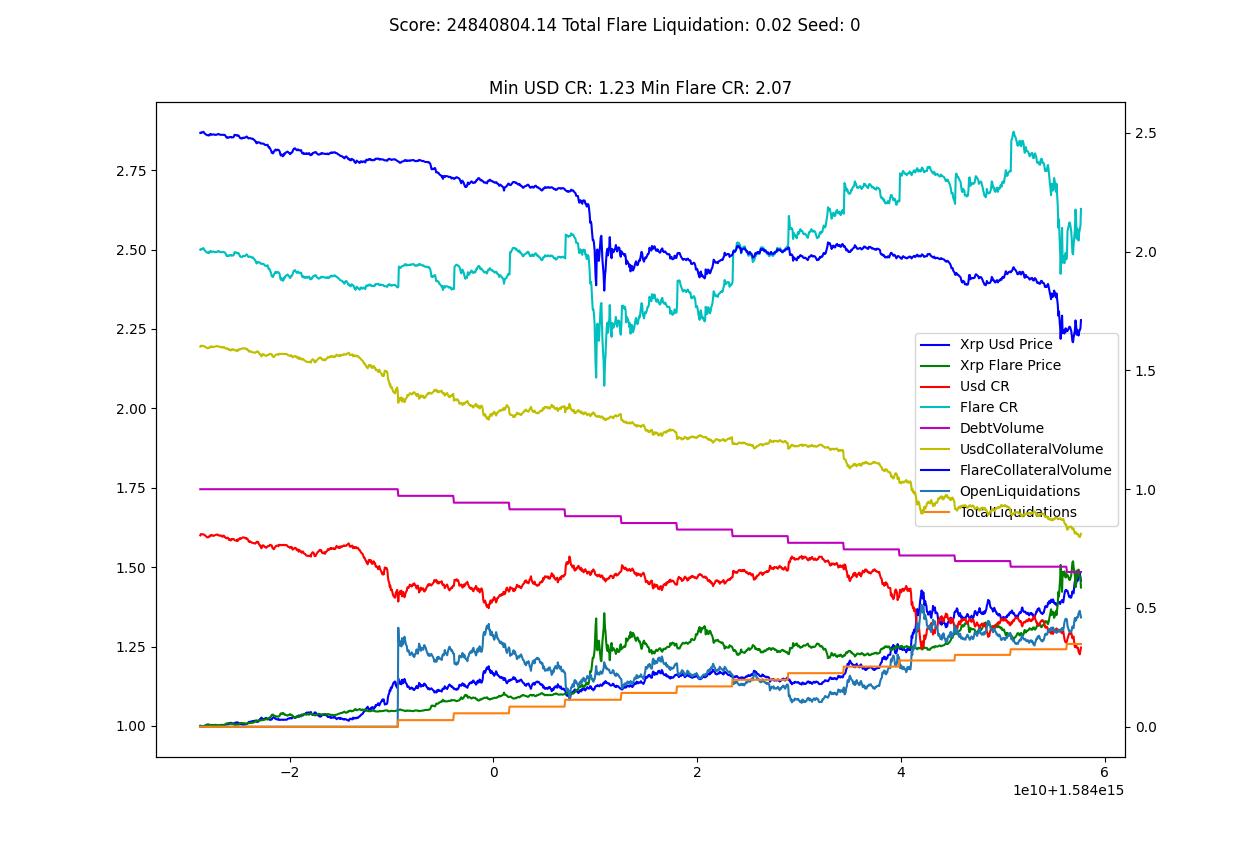 Score: 24840804.14 Total Flare Liquidation: 0.02 Seed: 0
Min USD CR: 1.23 Min Flare CR: 2.07
2.75
2.50
2.25
2.00
1.75
1.50
1.25
1.00
2.5
2.0
1.5
1.0
0.5
0.0
Xrp Usd Price
Xrp Flare Price
Usd CR
Flare CR
DebtVolume
UsdCollateralVolume
FlareCollateralVolume
OpenLiquidations
TotalLiquidations
−2
0
2
4
6
1e10+1.584e15